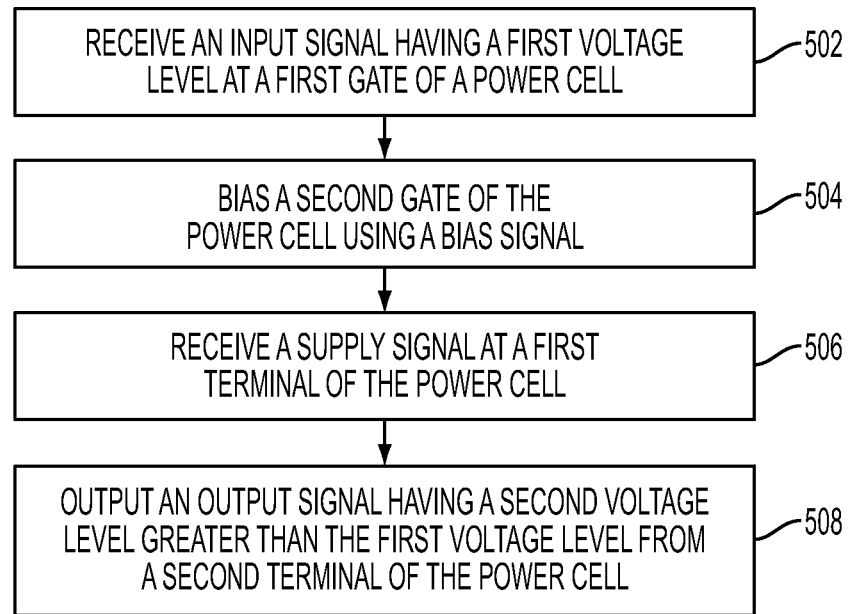 RECEIVE AN INPUT SIGNAL HAVING A FIRST VOLTAGE
LEVEL AT A FIRST GATE OF A POWER CELL
502
BIAS A SECOND GATE OF THE
POWER CELL USING A BIAS SIGNAL
504
RECEIVE A SUPPLY SIGNAL AT A FIRST
TERMINAL OF THE POWER CELL
506
OUTPUT AN OUTPUT SIGNAL HAVING A SECOND VOLTAGE
LEVEL GREATER THAN THE FIRST VOLTAGE LEVEL FROM
A SECOND TERMINAL OF THE POWER CELL
508